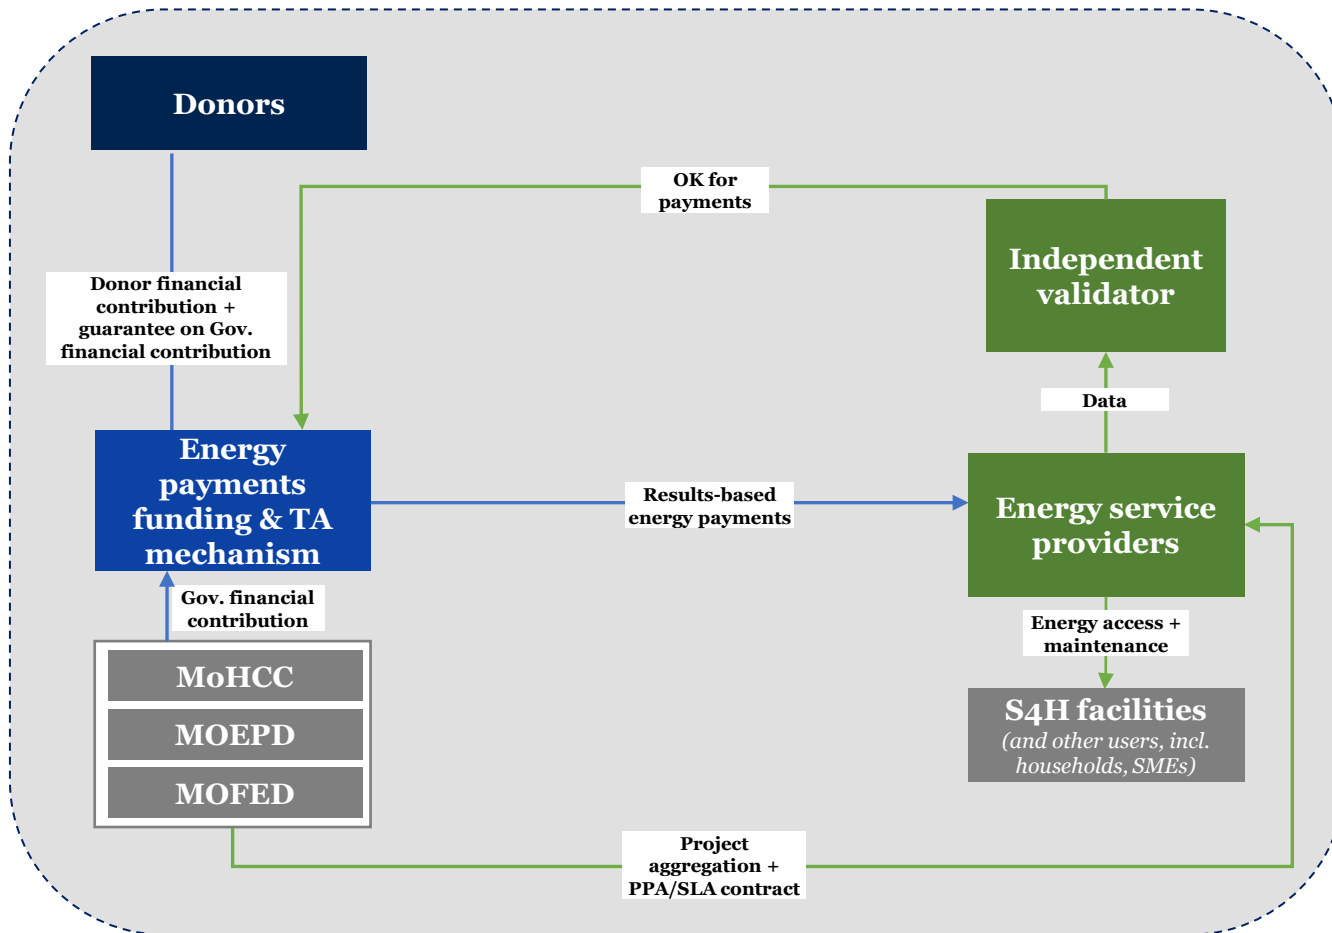 Donors
OK for
payments
Independent
validator
Donor financial
contribution +
guarantee on Gov.
financial contribution
Data
Energy
payments
funding & TA
mechanism
Results-based
energy payments
Energy service
providers
Gov. financial
contribution
Energy access +
maintenance
MoHCC
MOEPD
MOFED
S4H facilities
(and other users, incl.
households, SMEs)
Project
aggregation +
PPA/SLA contract